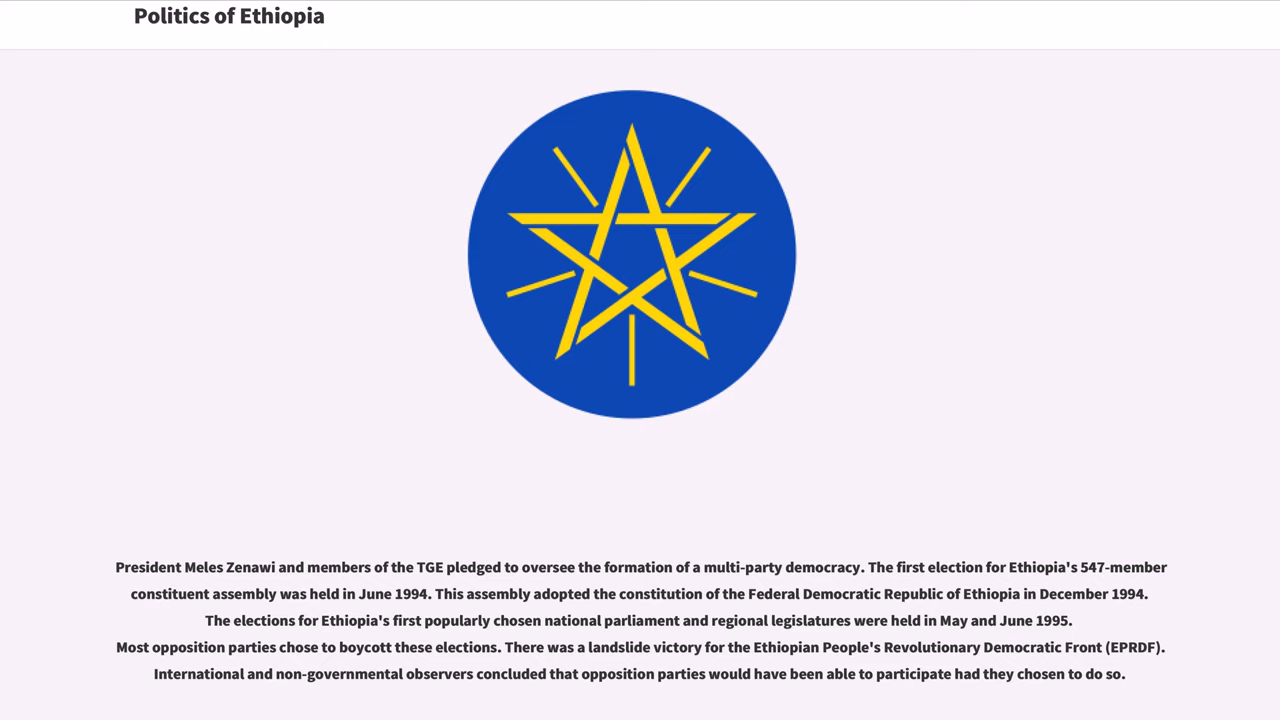 Politics of Ethiopia
President Meles Zenawi and members of the TGE pledged to oversee the formation of a multi-party democracy. The first election for Ethiopia's 547-member
constituent assembly was held in June 1994. This assembly adopted the constitution of the Federal Democratic Republic of Ethiopia in December 1994.
The elections for Ethiopia's first popularly chosen national parliament and regional legislatures were held in May and June 1995.
Most opposition parties chose to boycott these elections. There was a landslide victory for the Ethiopian People's Revolutionary Democratic Front (EPRDF).
International and non-governmental observers concluded that opposition parties would have been able to participate had they chosen to do so.